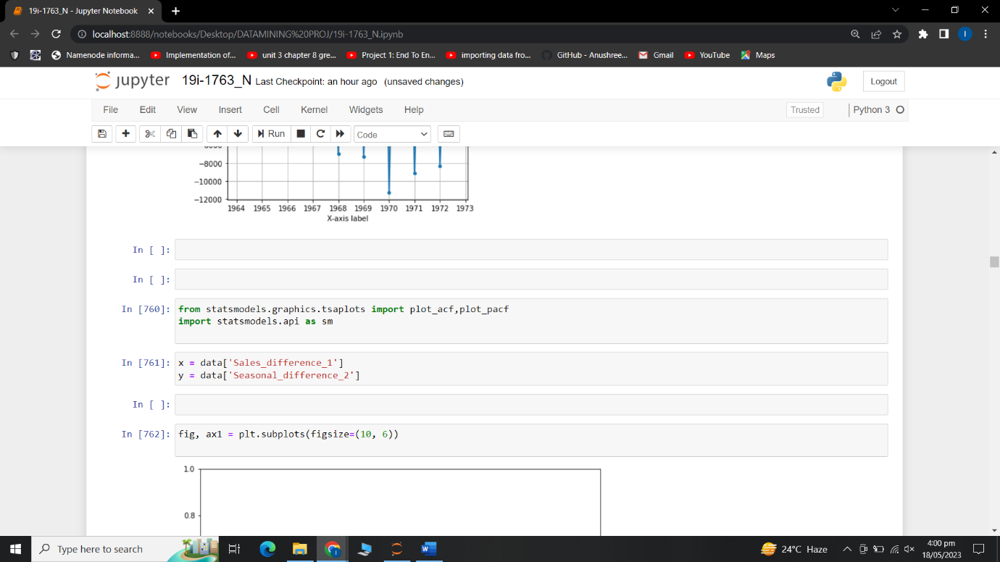 19i-1763_N - Jupyter Notebook
localhost:8888/notebooks/Desktop/DATAMINING%20PROJ/19i-1763_N.ipynb
I
Namenode informa...
Implementation of...
unit 3 chapter 8 gre...
Project 1: End To En...
importing data fro...
GitHub - Anushree...
Gmail
YouTube
Maps
jupyter 19i-1763_N Last Checkpoint: an hour ago (unsaved changes)
Logout
File Edit View Insert Cell Kernel Widgets Help
Trusted
Python 3
Run
Code
−8000
−10000
−12000
1964 1965 1966 1967 1968 1969 1970 1971 1972 1973
X-axis label
In [ ]:
In [ ]:
In [760]: from statsmodels.graphics.tsaplots import plot_acf,plot_pacf
import statsmodels.api as sm
In [761]: x = data['Sales_difference_1']
y = data['Seasonal_difference_2']
In [ ]:
In [762]: fig, ax1 = plt.subplots(figsize=(10, 6))
1.0
0.8
Type here to search
24°C Haze
4:00 pm
18/05/2023